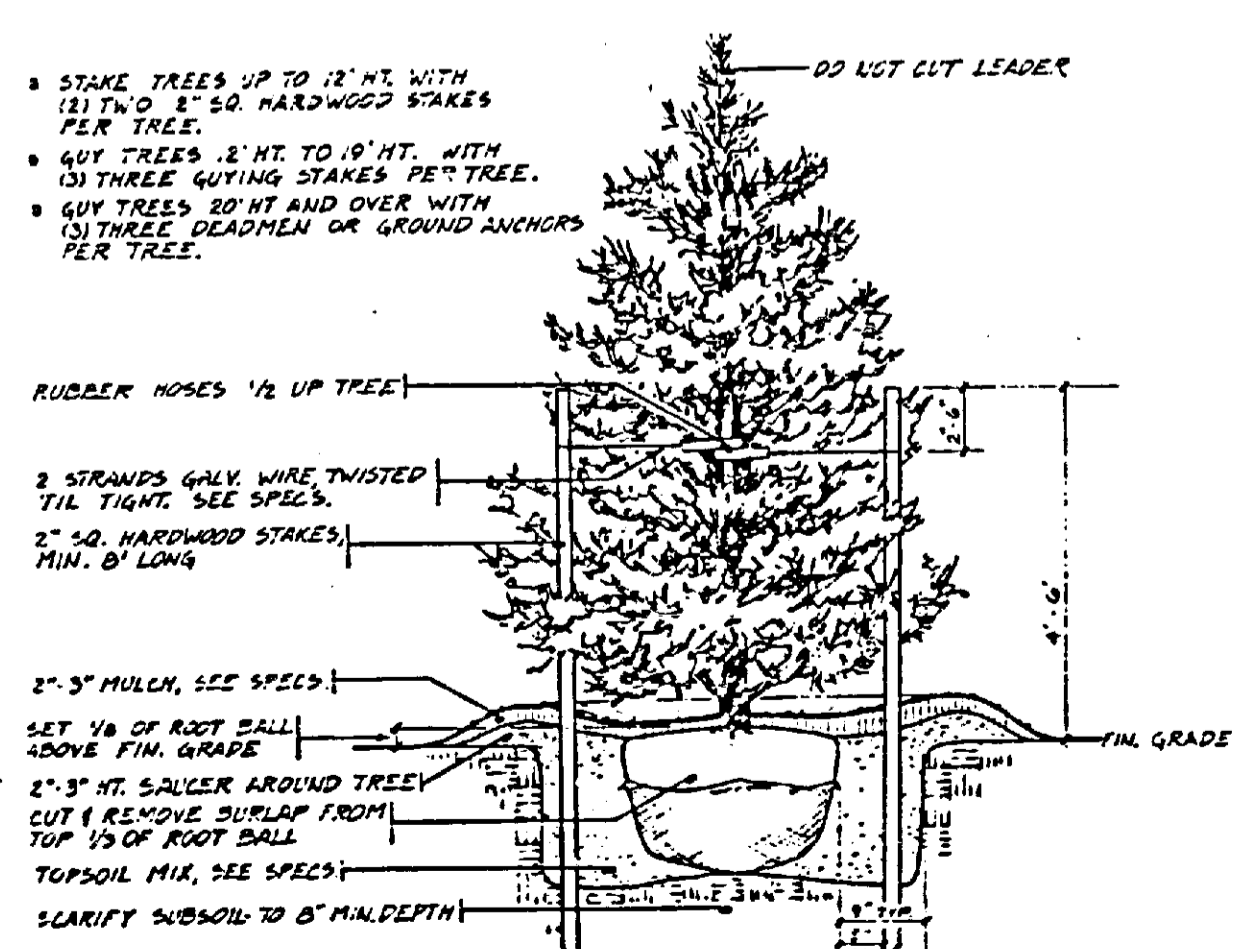 STAKE TREES UP TO 12' HT. WITH
(2) TWO 2" SQ. HARDWOOD STAKES
PER TREE.
GUY TREES 12' HT. TO 19' HT. WITH
(3) THREE GUYING STAKES PER TREE.
GUY TREES 20' HT AND OVER WITH
(3) THREE DEADMEN OR GROUND ANCHORS
PER TREE.
DO NOT CUT LEADER
RUBBER HOSES 1/2 UP TREE
2 STRANDS GALV. WIRE, TWISTED
'TIL TIGHT. SEE SPECS.
2" SQ. HARDWOOD STAKES,
MIN. 8' LONG
2"-3" MULCH, SEE SPECS.
SET 1/8 OF ROOT BALL
ABOVE FIN. GRADE
2"-3" HT. SAUCER AROUND TREE
CUT & REMOVE BURLAP FROM
TOP 1/3 OF ROOT BALL
TOPSOIL MIX, SEE SPECS.
SCARIFY SUBSOIL TO 8" MIN. DEPTH
4'-6'
FIN. GRADE
9" TYP.